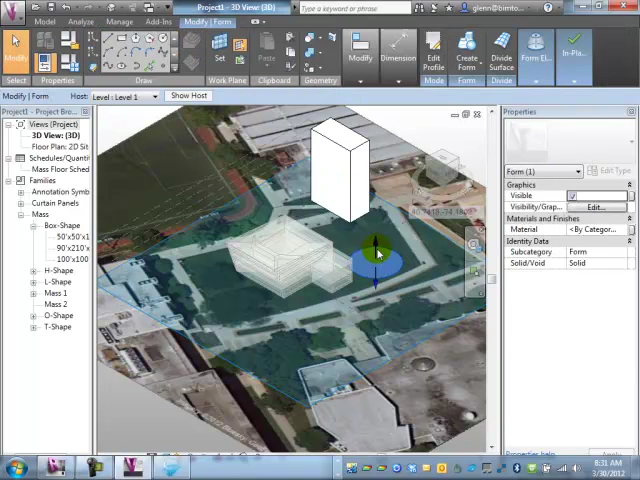 Project1 - 3D View: {3D}
Type a keyword or phrase
glenn@bimto...
Model
Analyze
Manage
Add-Ins
Modify | Form
Modify
Set
Modify
Dimension
Edit Profile
Create Form
Divide Surface
Form El...
In-Pla...
Select
Properties
Draw
Work Plane
Clipboard
Geometry
Mode
Form
Divide
Modify | Form
Host:
Level : Level 1
Show Host
Project1 - Project Bro...
Views (Project)
3D View: {3D}
Floor Plan: 2D Sit
Schedules/Quantit
Mass Floor Sched
Families
Annotation Symb
Curtain Panels
Mass
Box-Shape
50'x50'x1
90'x210'
100'x100'
H-Shape
L-Shape
Mass 1
Mass 2
O-Shape
T-Shape
Properties
Form (1)
Edit Type
Graphics
Visible
Visibility/Grap...
Edit...
Materials and Finishes
Material
<By Categor...
Identity Data
Subcategory
Form
Solid/Void
Solid
Properties help
Apply
8:31 AM
3/30/2012